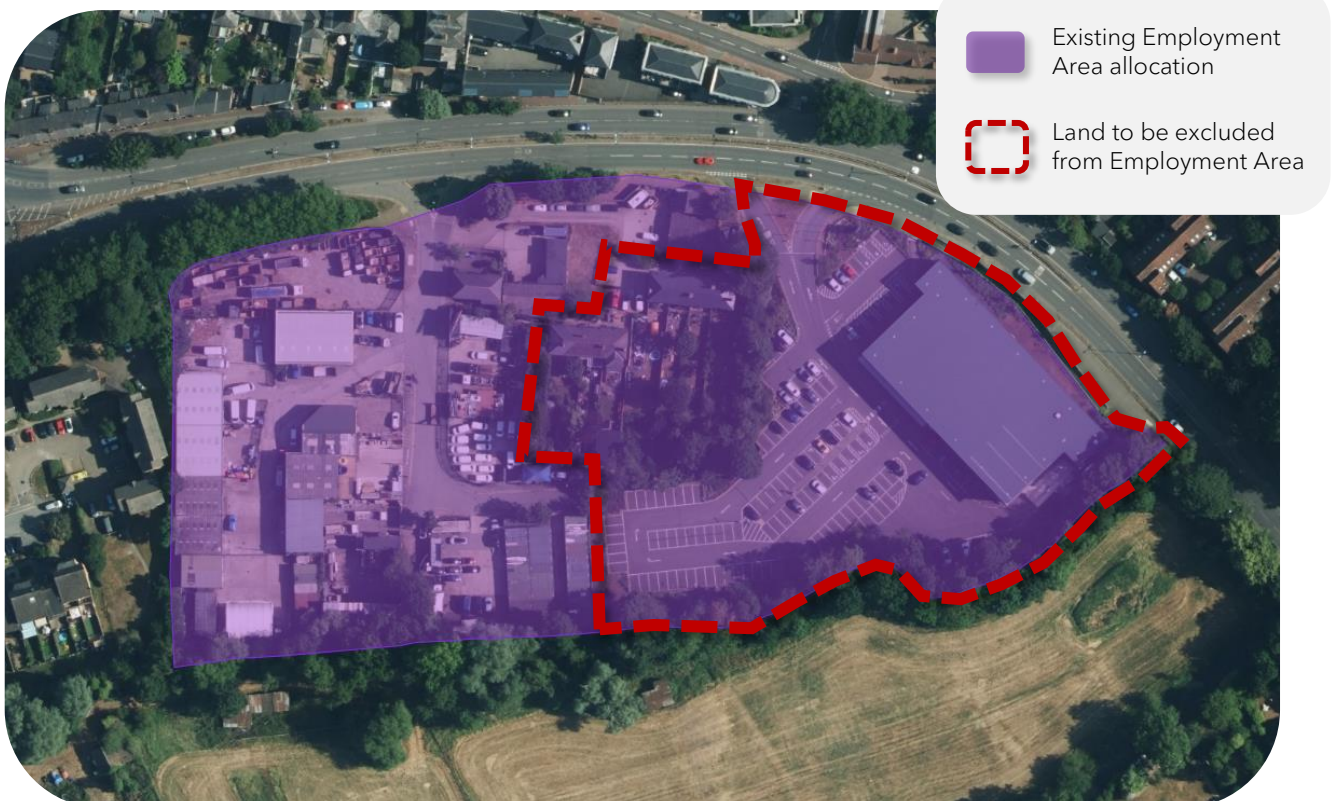 Existing Employment
Area allocation
Land to be excluded
from Employment Area